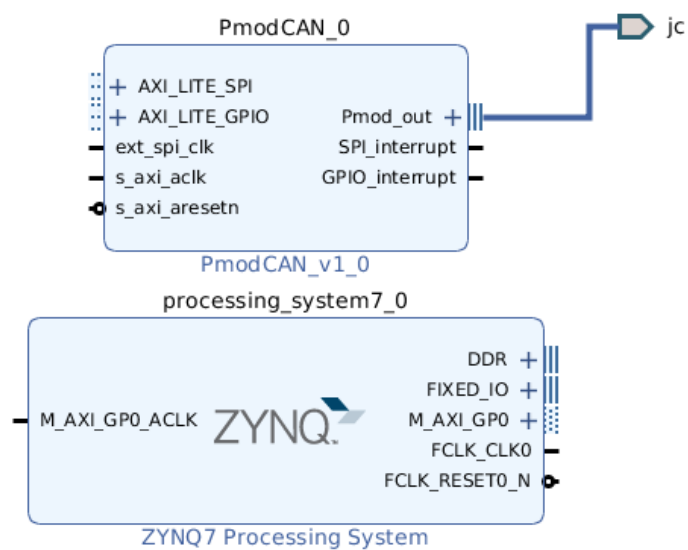 PmodCAN_0
jc
AXI_LITE_SPI
AXI_LITE_GPIO
Pmod_out
ext_spi_clk
SPI_interrupt
s_axi_aclk
GPIO_interrupt
s_axi_aresetn
PmodCAN_v1_0
processing_system7_0
DDR
FIXED_IO
M_AXI_GP0_ACLK
ZYNQ™
M_AXI_GP0
FCLK_CLK0
FCLK_RESET0_N
ZYNQ7 Processing System